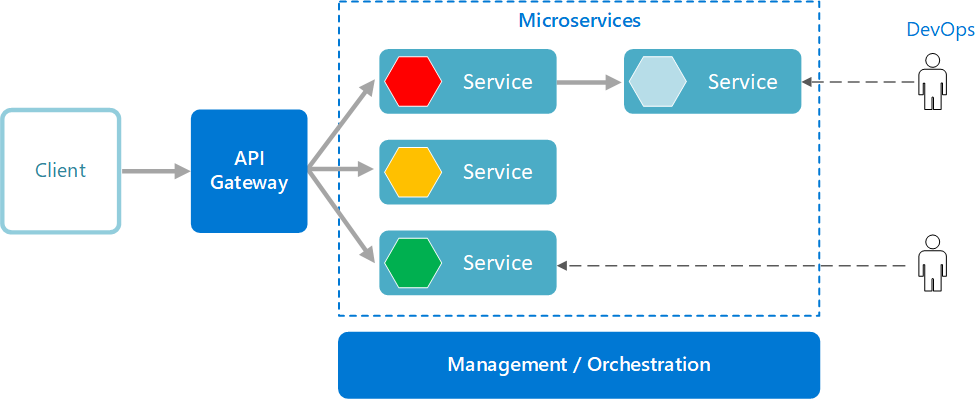 Microservices
DevOps
Service
Service
Client
API
Gateway
Service
Service
Management / Orchestration